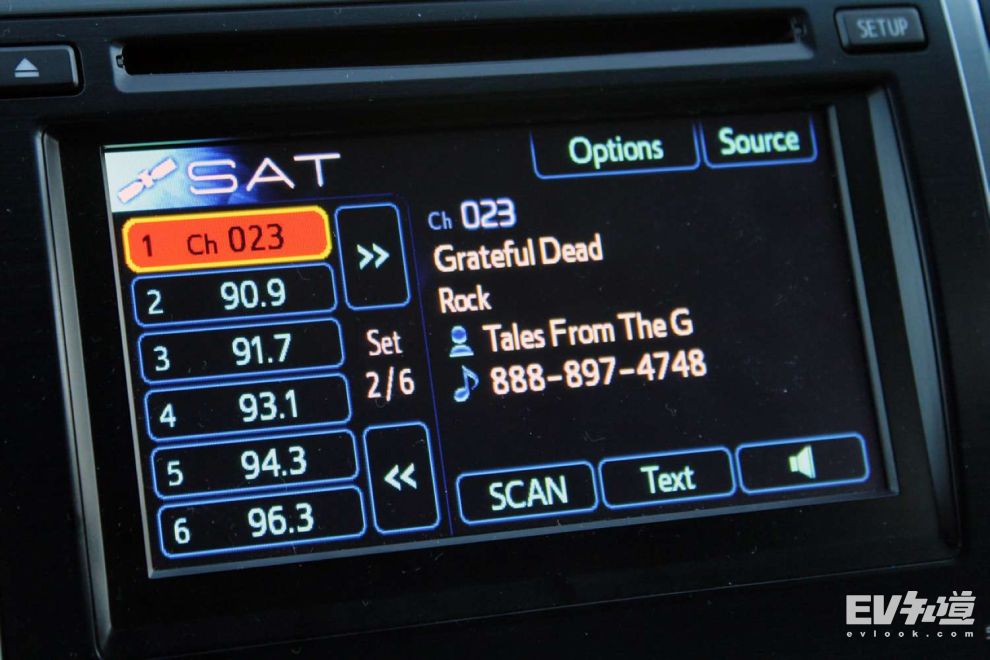 SETUP
SAT
Options
Source
1 Ch 023
2 90.9
3 91.7
4 93.1
5 94.3
6 96.3
>>
Set
2/6
<<
Ch 023
Grateful Dead
Rock
Tales From The G
888-897-4748
SCAN
Text
EV知道
evlook.com